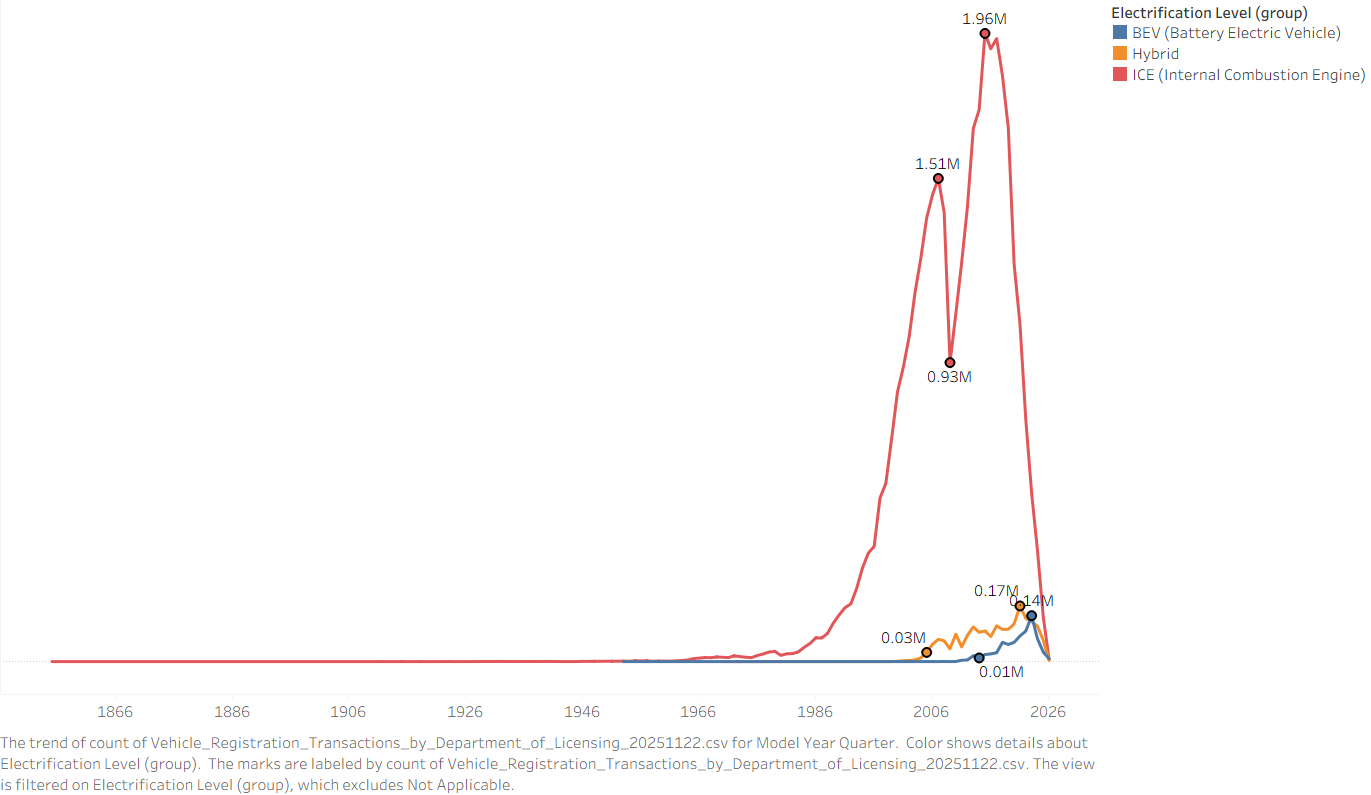 1.96M
Electrification Level (group)
BEV (Battery Electric Vehicle)
Hybrid
ICE (Internal Combustion Engine)
1.51M
0.93M
0.17M
0.14M
0.03M
0.01M
1866 1886 1906 1926 1946 1966 1986 2006 2026
The trend of count of Vehicle_Registration_Transactions_by_Department_of_Licensing_20251122.csv for Model Year Quarter. Color shows details about
Electrification Level (group). The marks are labeled by count of Vehicle_Registration_Transactions_by_Department_of_Licensing_20251122.csv. The view
is filtered on Electrification Level (group), which excludes Not Applicable.